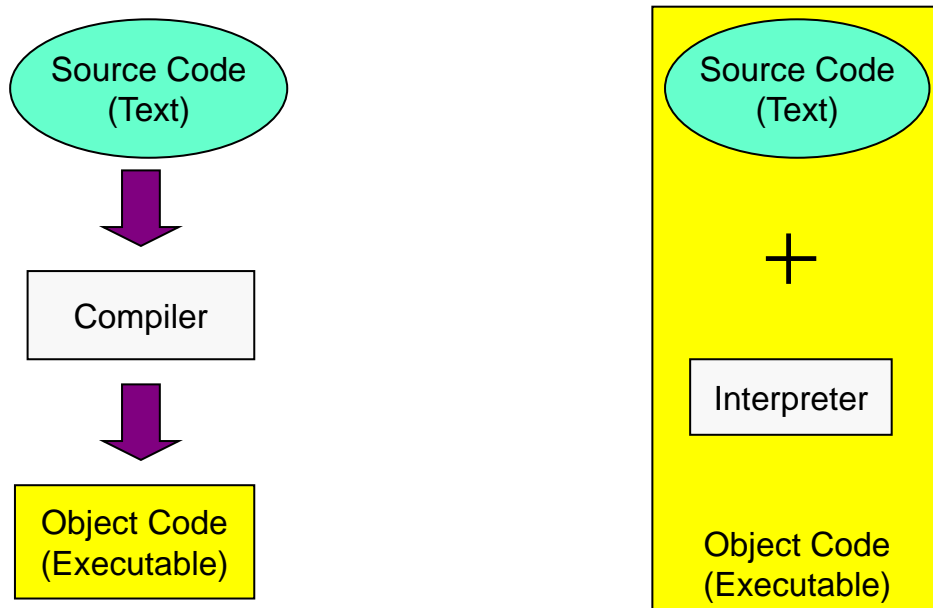 Source Code
(Text)
Compiler
Object Code
(Executable)
Source Code
(Text)
+
Interpreter
Object Code
(Executable)